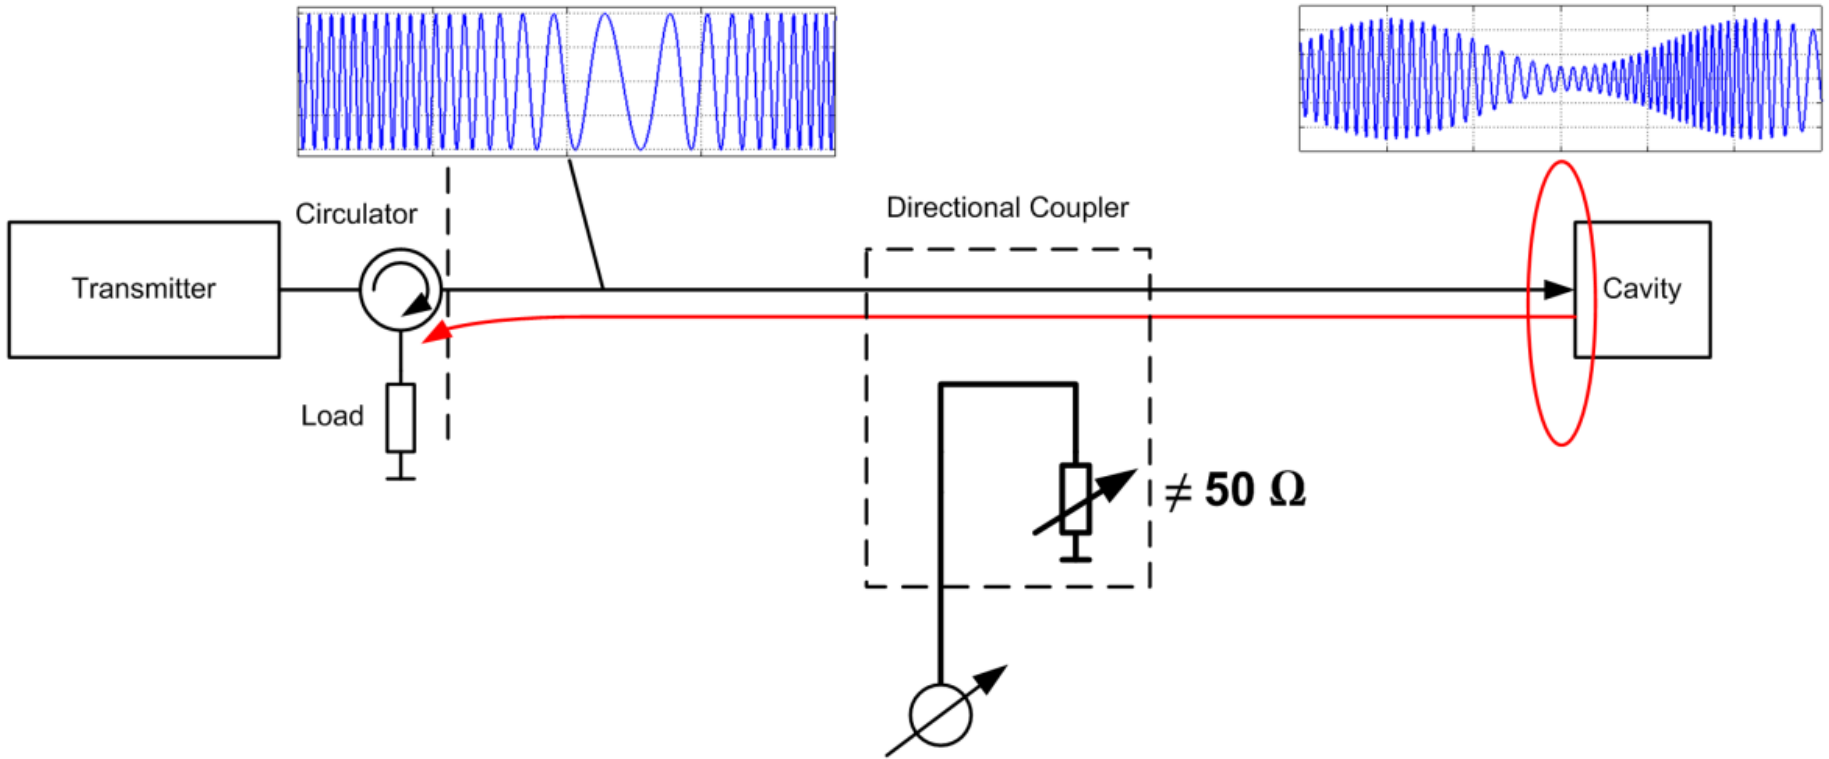 Circulator
Directional Coupler
Transmitter
Cavity
Load
≠ 50 Ω